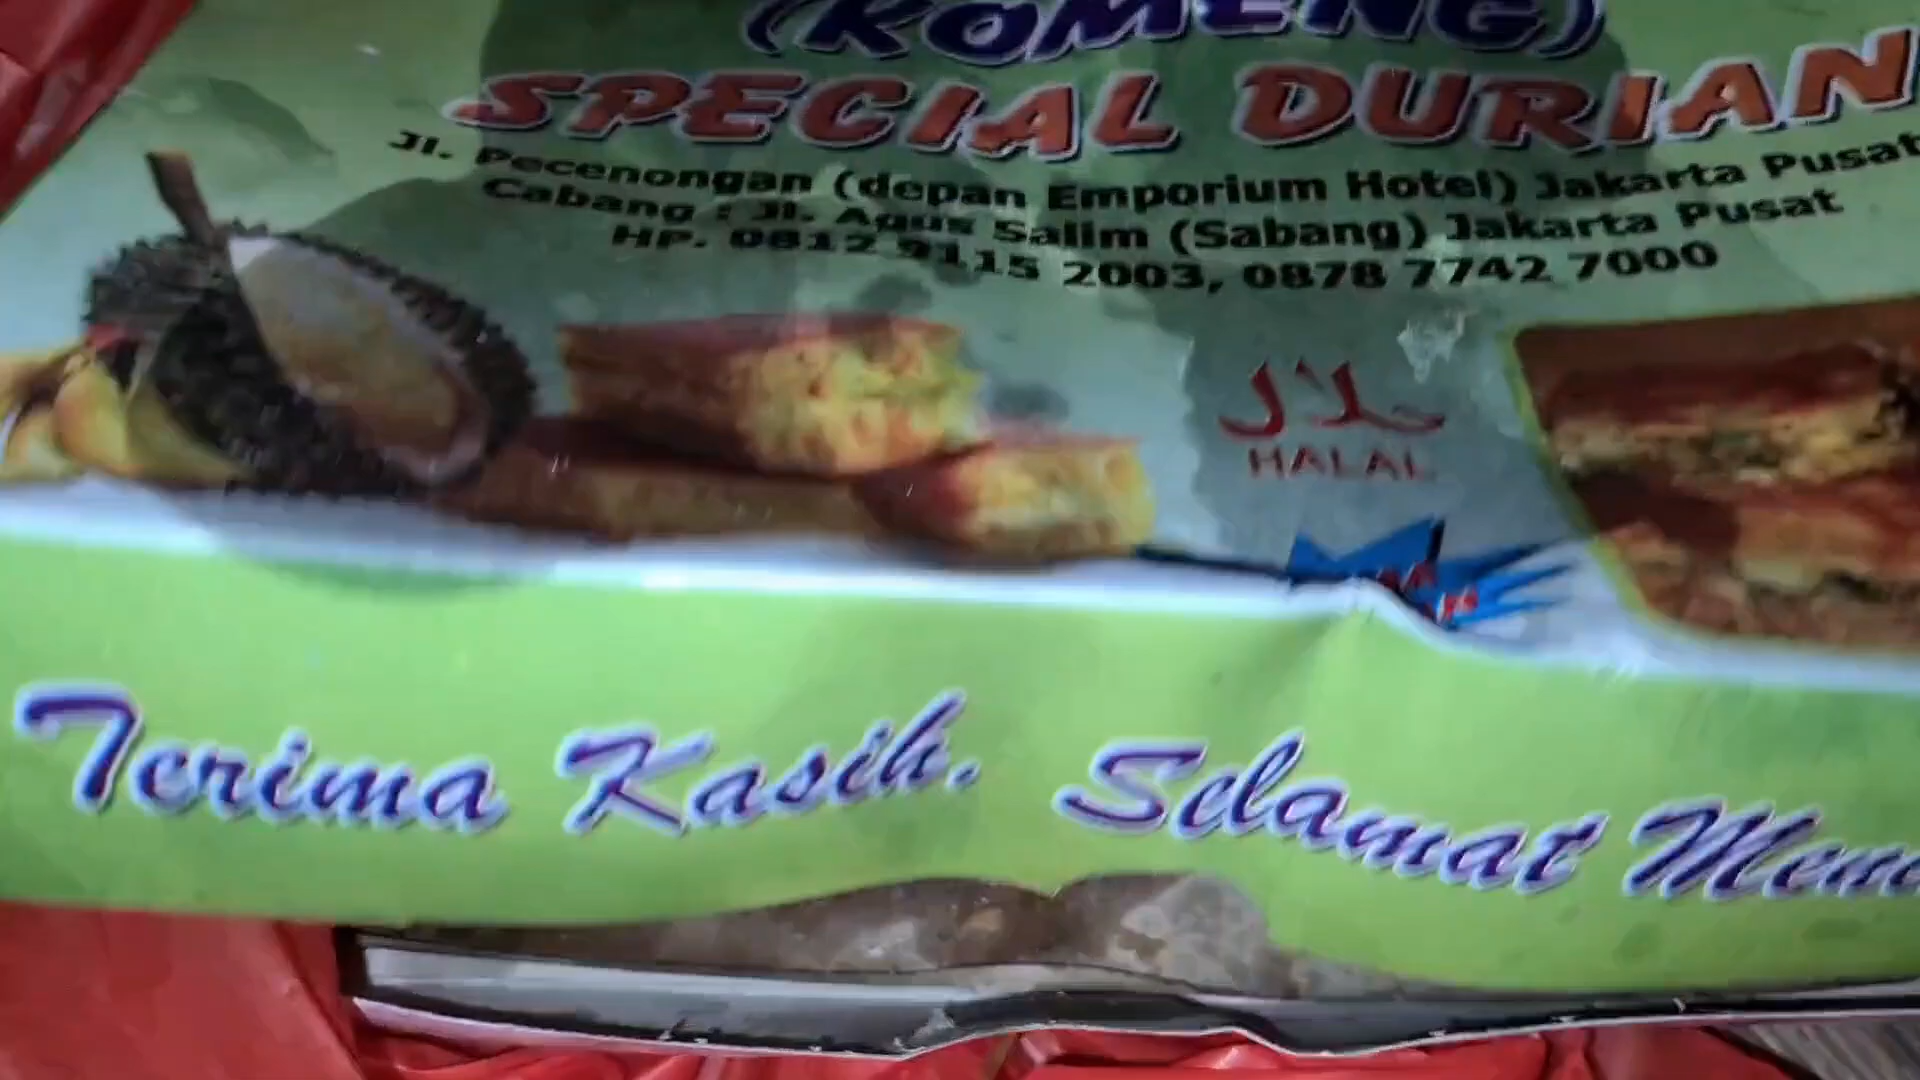 (KOMENG)
SPECIAL DURIAN
Jl. Pecenongan (depan Emporium Hotel) Jakarta Pusat
Cabang : Jl. Agus Salim (Sabang) Jakarta Pusat
HP. 0812 9115 2003, 0878 7742 7000
حلال
HALAL
Terima Kasih. Selamat